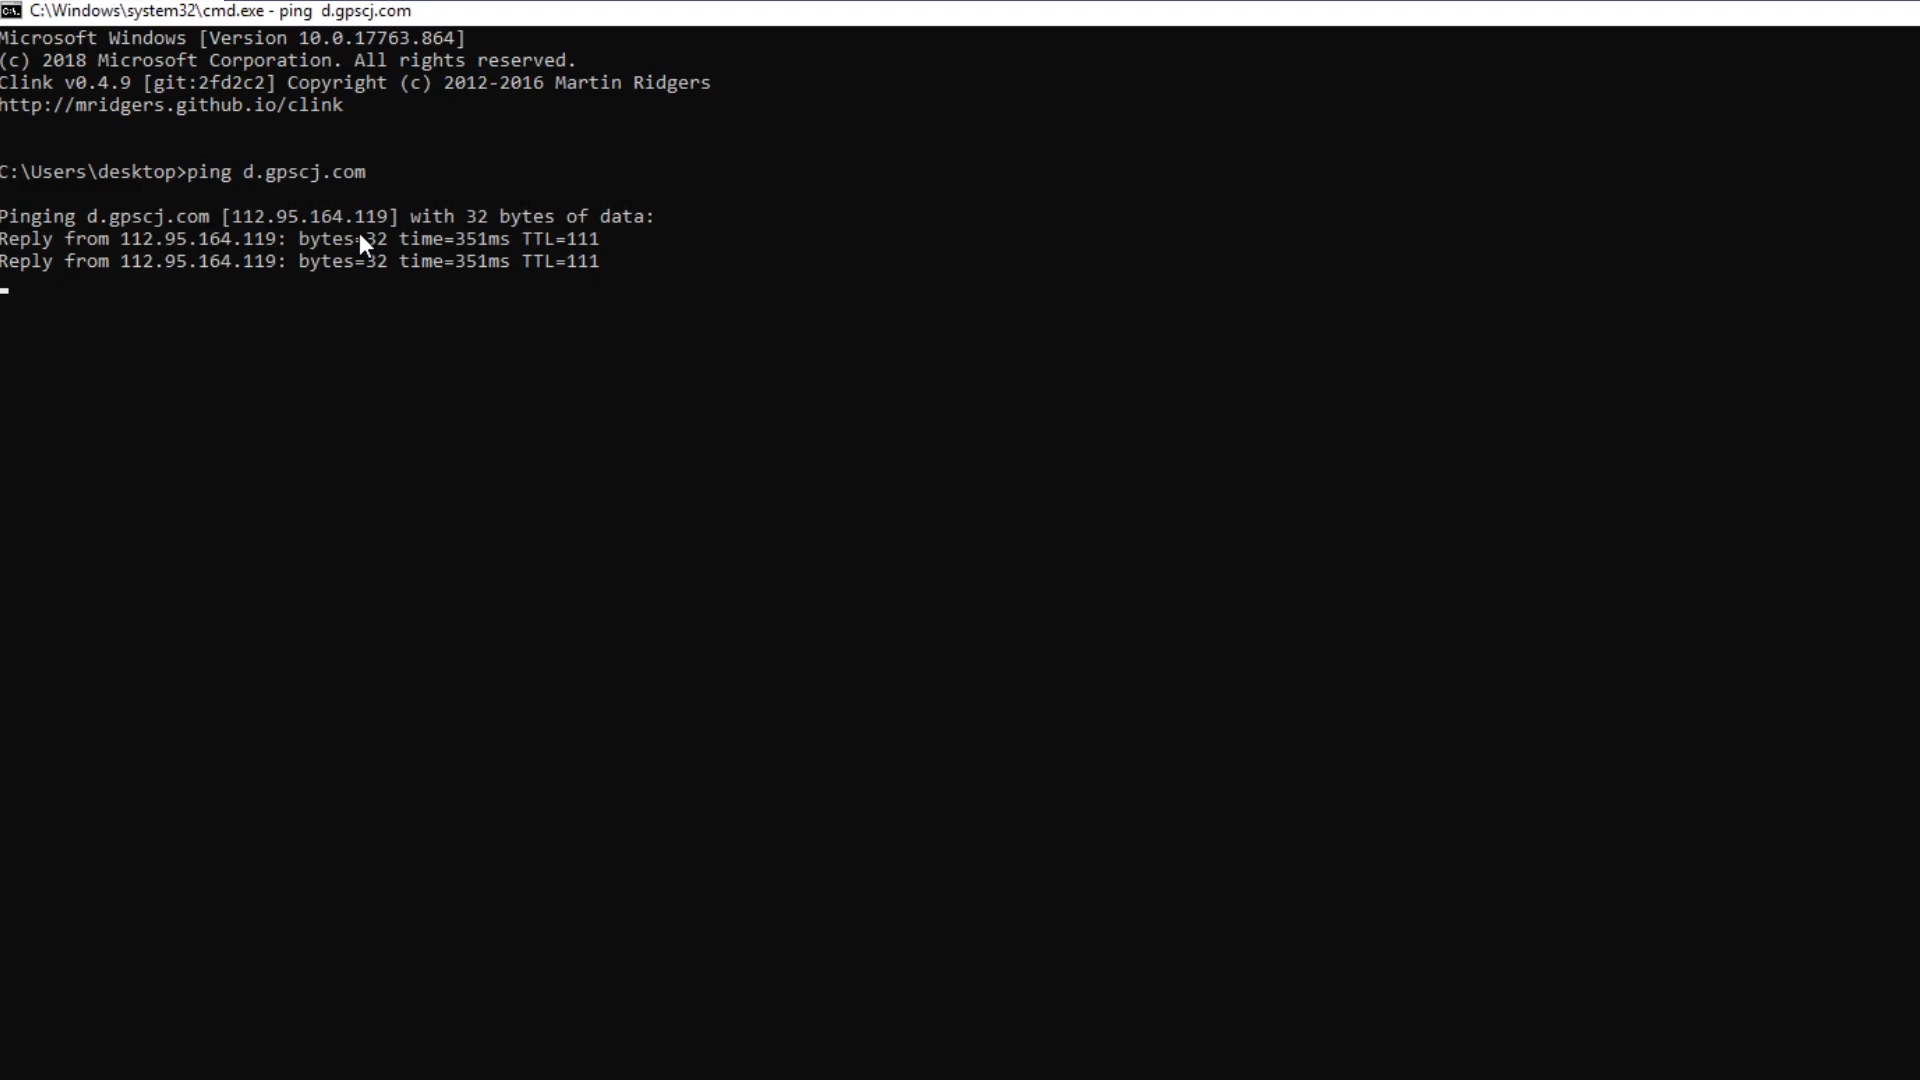 C:\Windows\system32\cmd.exe - ping  d.gpscj.com
Microsoft Windows [Version 10.0.17763.864]
(c) 2018 Microsoft Corporation. All rights reserved.
Clink v0.4.9 [git:2fd2c2] Copyright (c) 2012-2016 Martin Ridgers
http://mridgers.github.io/clink
C:\Users\desktop>ping d.gpscj.com
Pinging d.gpscj.com [112.95.164.119] with 32 bytes of data:
Reply from 112.95.164.119: bytes=32 time=351ms TTL=111
Reply from 112.95.164.119: bytes=32 time=351ms TTL=111